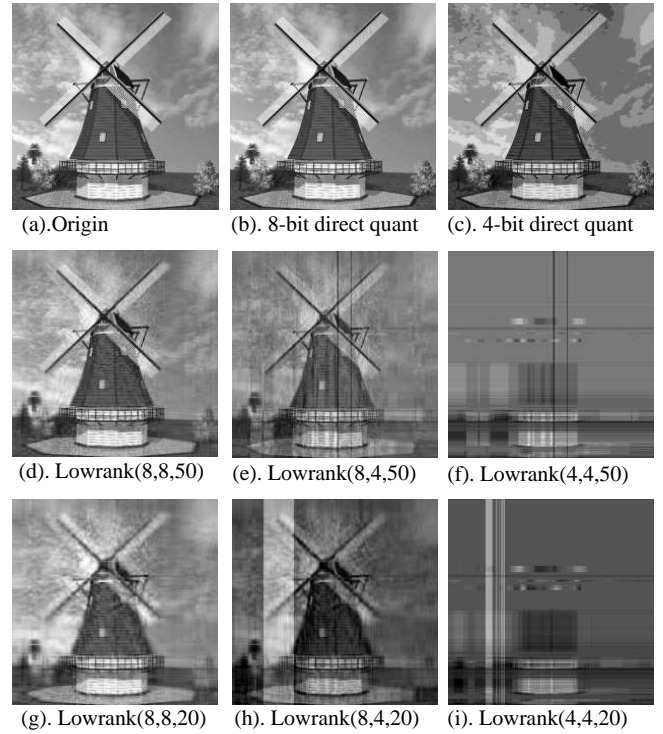 (a).Origin
(b). 8-bit direct quant
(c). 4-bit direct quant
(d). Lowrank(8,8,50)
(e). Lowrank(8,4,50)
(f). Lowrank(4,4,50)
(g). Lowrank(8,8,20)
(h). Lowrank(8,4,20)
(i). Lowrank(4,4,20)